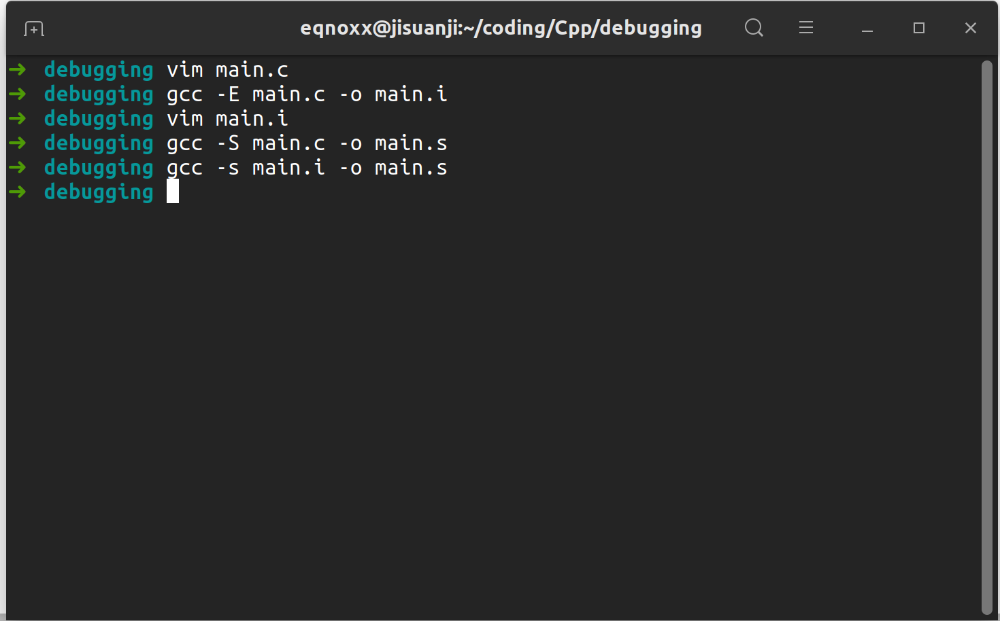 eqnoxx@jisuanji:~/coding/Cpp/debugging
➜ debugging vim main.c
➜ debugging gcc -E main.c -o main.i
➜ debugging vim main.i
➜ debugging gcc -S main.c -o main.s
➜ debugging gcc -s main.i -o main.s
➜ debugging